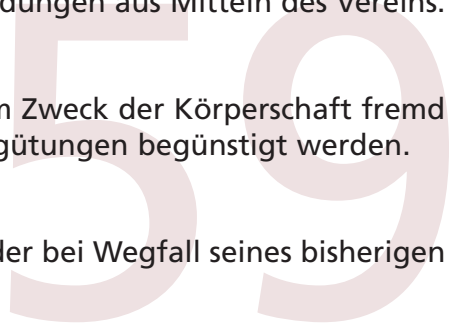 dungen aus Mitteln des Vereins.
m Zweck der Körperschaft fremd
gütungen begünstigt werden.
der bei Wegfall seines bisherigen
59